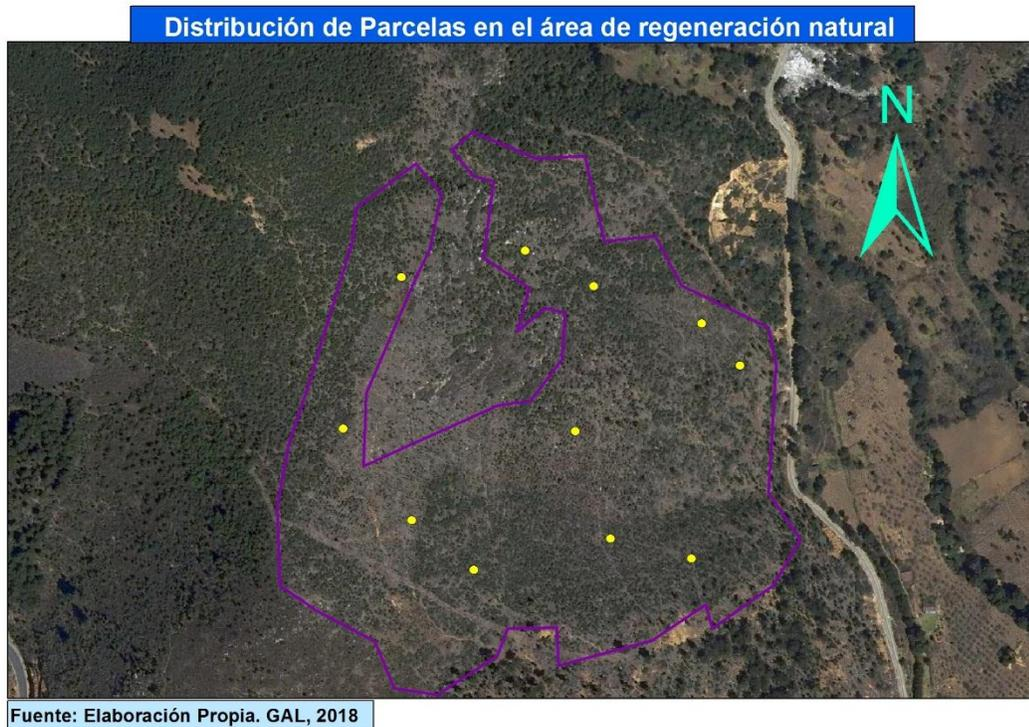 Distribución de Parcelas en el área de regeneración natural
N
Fuente: Elaboración Propia. GAL, 2018